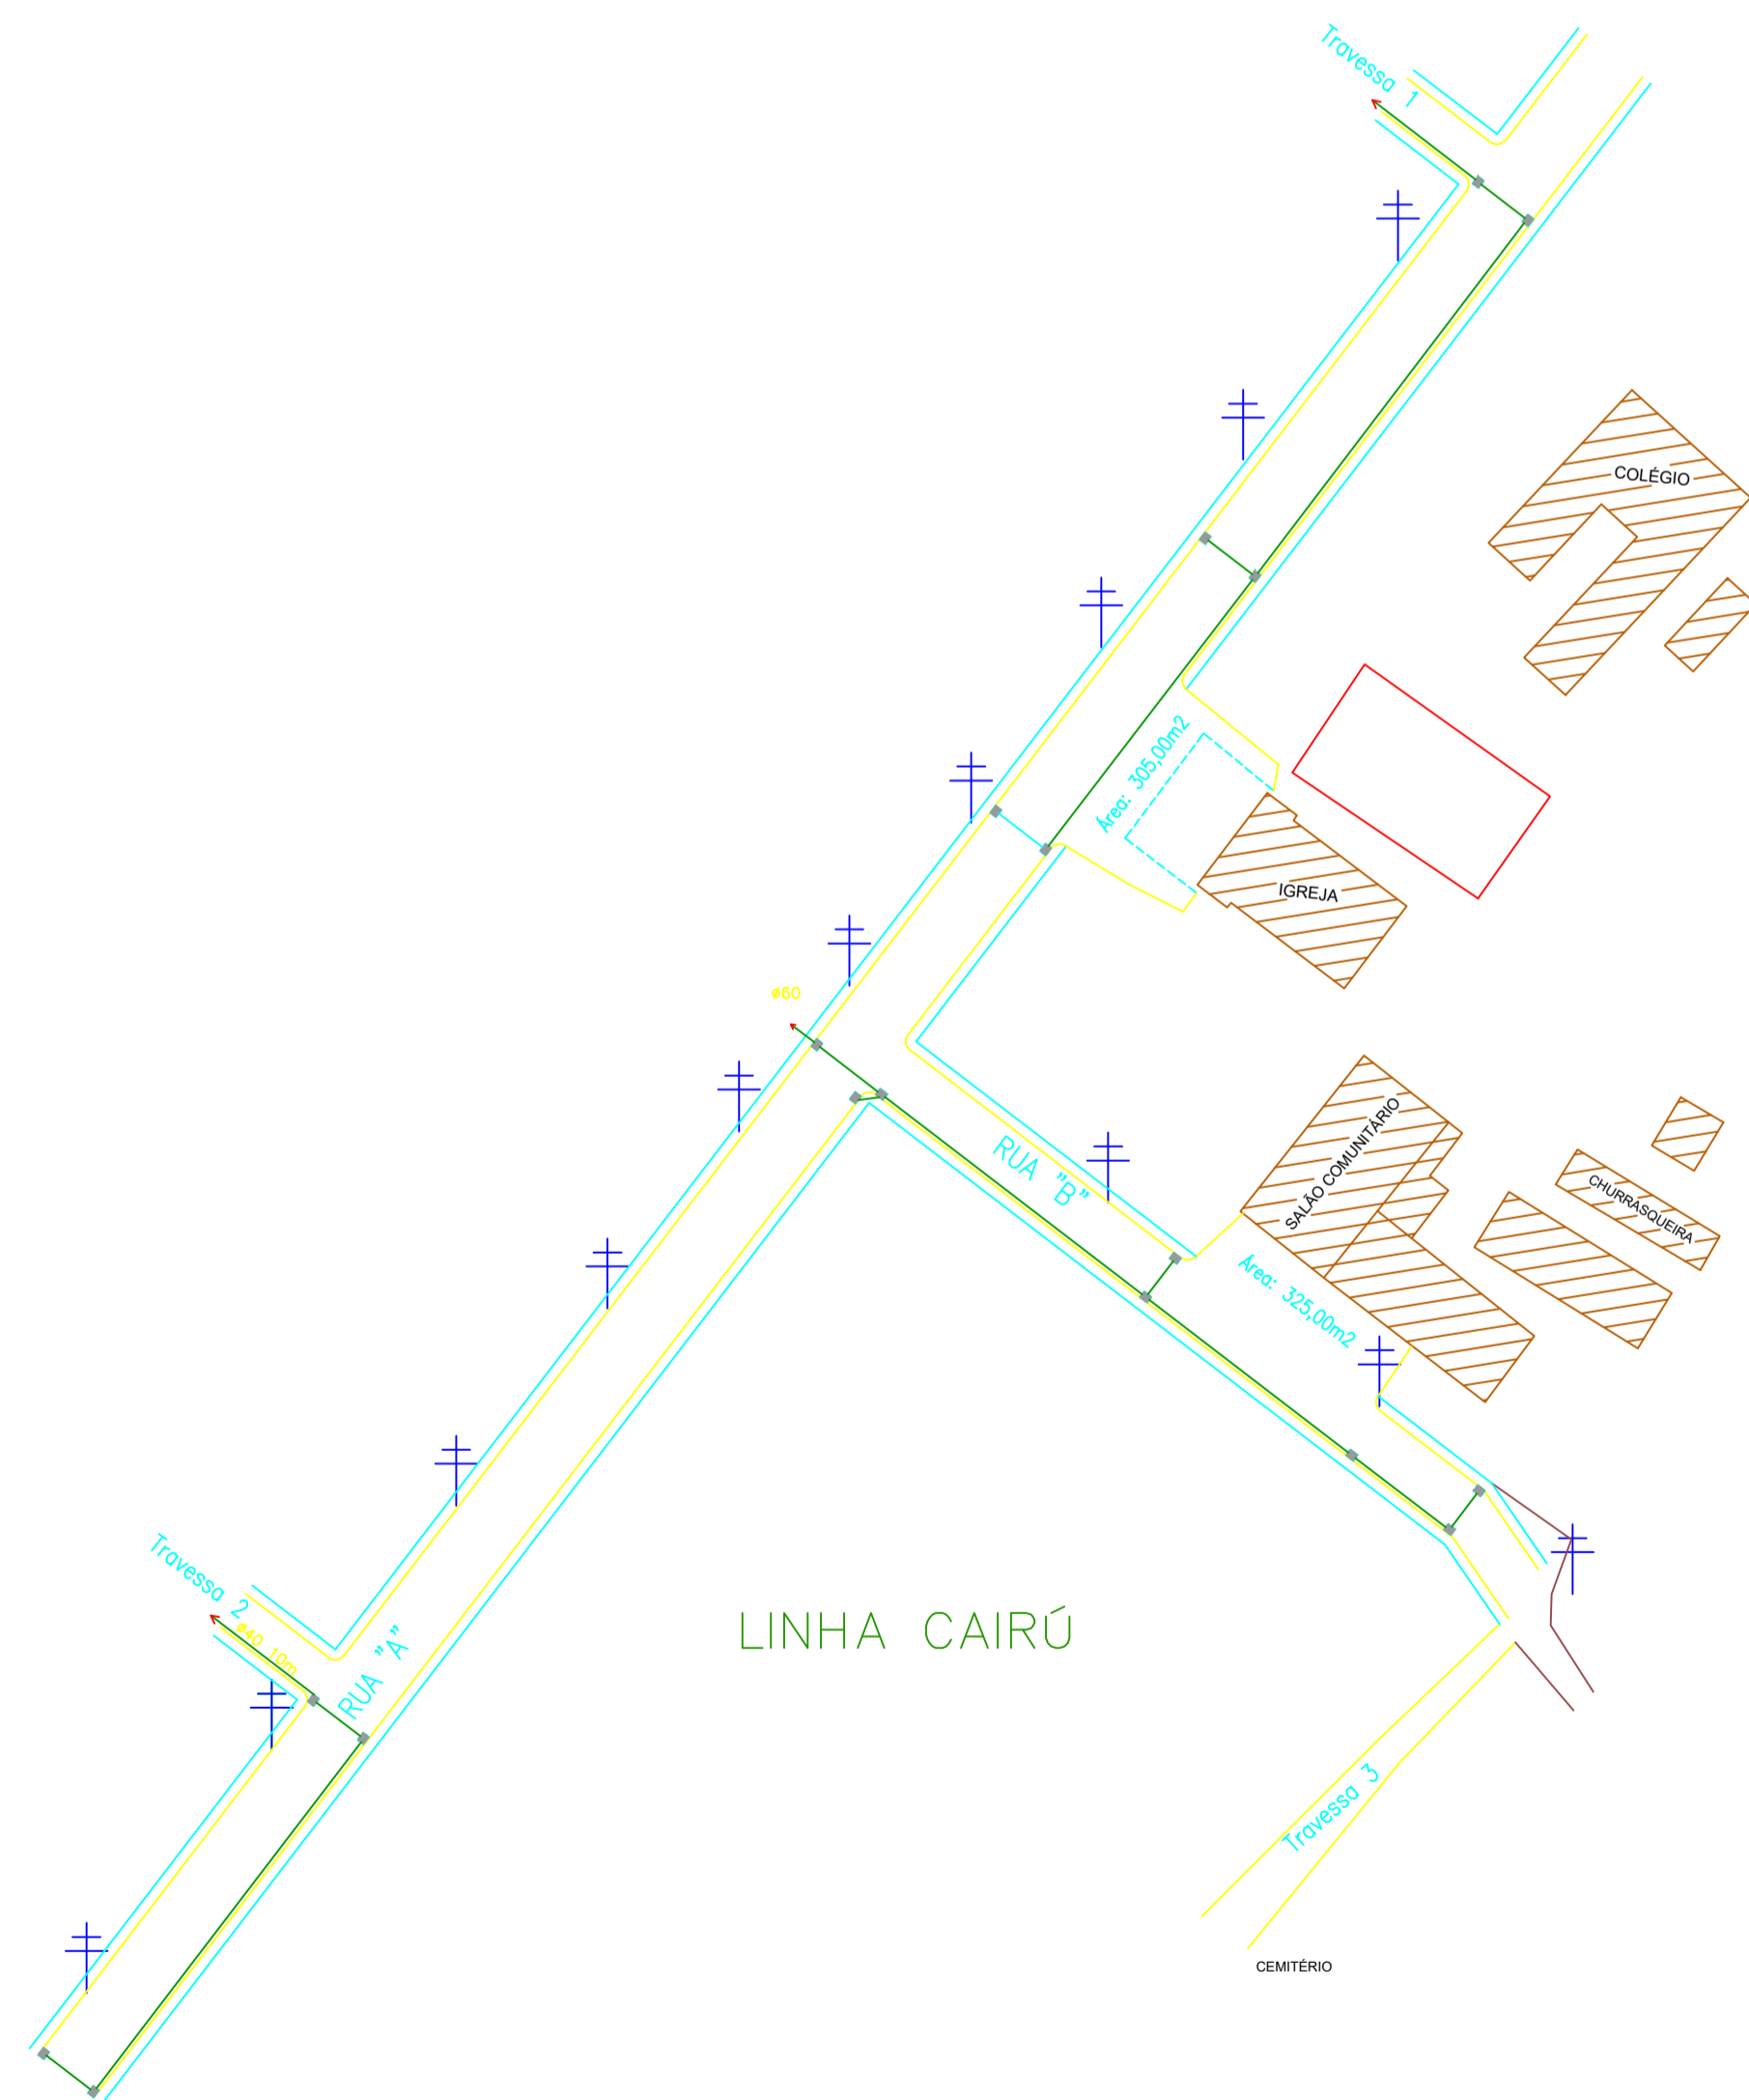 Travessa 1
COLÉGIO
Área: 305,00m2
IGREJA
ø60
SALÃO COMUNITÁRIO
RUA "B"
CHURRASQUEIRA
Área: 325,00m2
Travessa 2
ø40 10m
RUA "A"
LINHA CAIRÚ
Travessa 3
CEMITÉRIO